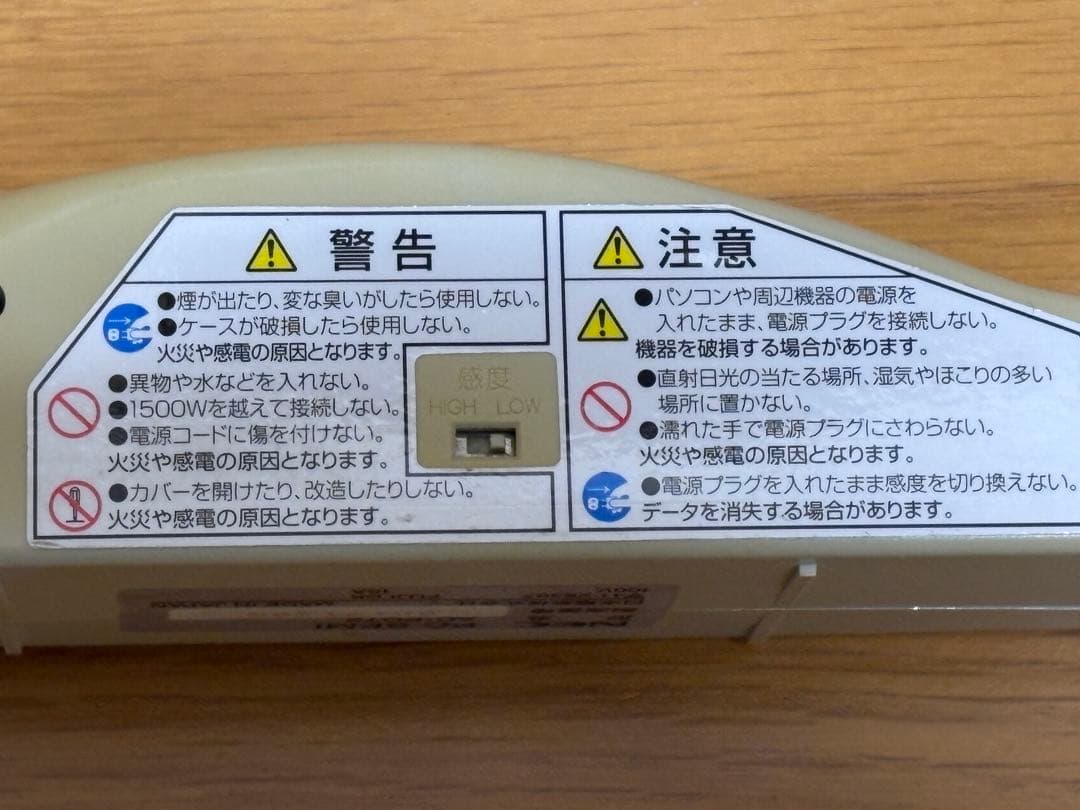 警告
●煙が出たり、変な臭いがしたら使用しない。
●ケースが破損したら使用しない。
火災や感電の原因となります。
●異物や水などを入れない。
●1500Wを越えて接続しない。
●電源コードに傷を付けない。
火災や感電の原因となります。
●カバーを開けたり、改造したりしない。
火災や感電の原因となります。
感度
HIGH LOW
注意
●パソコンや周辺機器の電源を
入れたまま、電源プラグを接続しない。
機器を破損する場合があります。
●直射日光の当たる場所、湿気やほこりの多い
場所に置かない。
●濡れた手で電源プラグにさわらない。
火災や感電の原因となります。
●電源プラグを入れたまま感度を切り換えない。
データを消失する場合があります。
MADE IN JAPAN